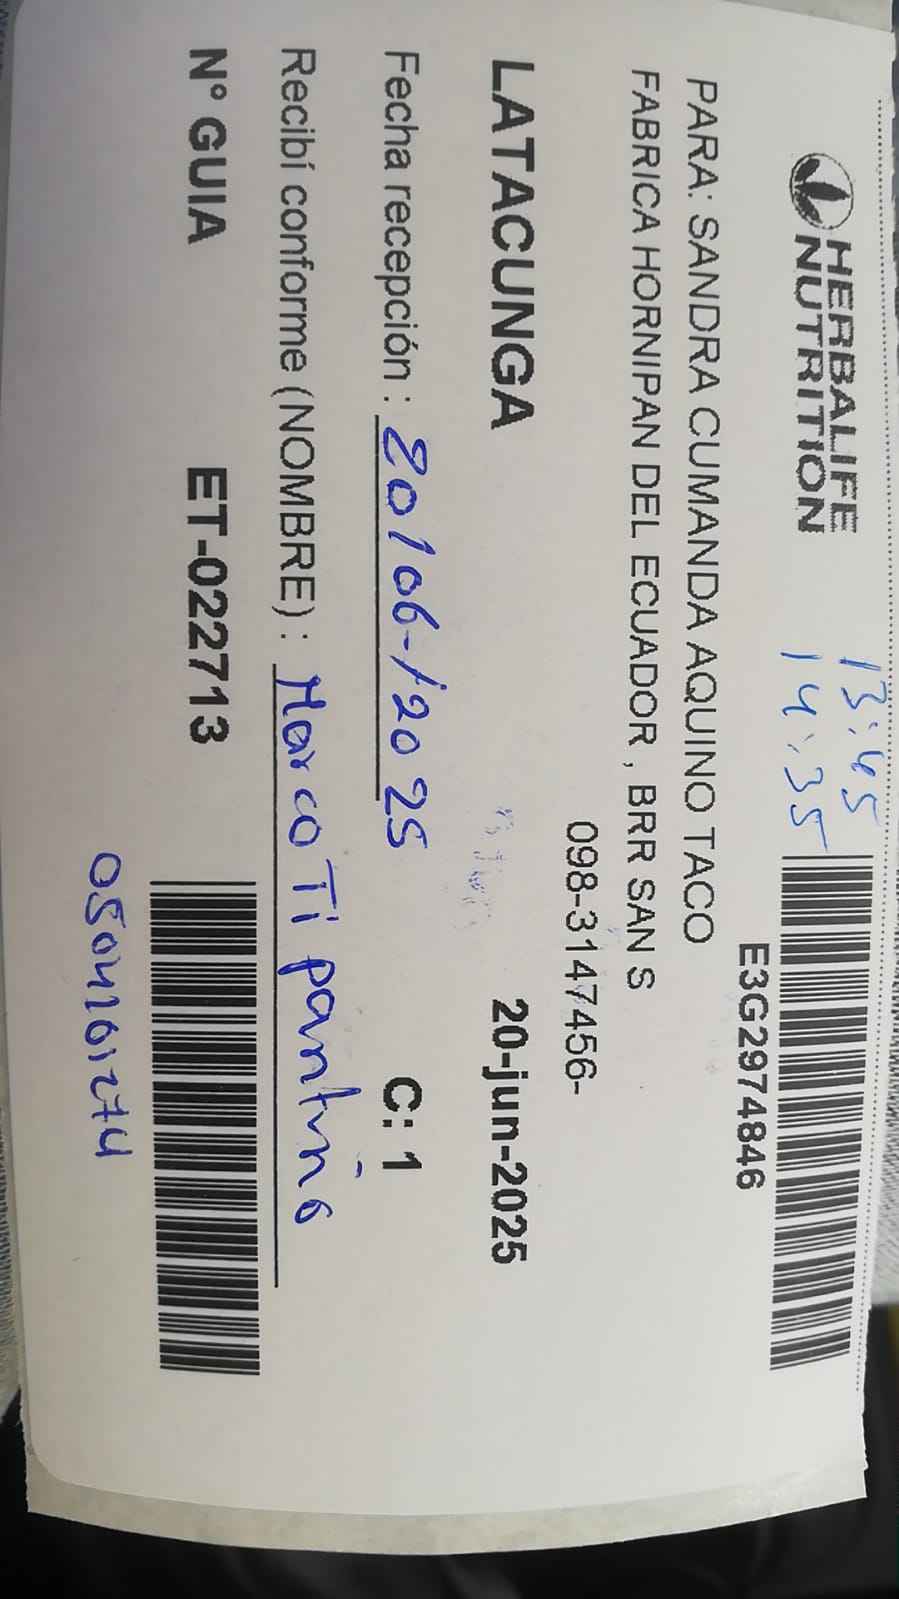 HERBALIFE
NUTRITION
13:45
14:35
E3G2974846
PARA: SANDRA CUMANDA AQUINO TACO
FABRICA HORNIPAN DEL ECUADOR , BRR SAN S
098-3147456-
LATACUNGA 20-jun-2025
Fecha recepción : 20/06-/2025 C: 1
Recibí conforme (NOMBRE) : Marco Ti pantuña
N° GUIA ET-022713